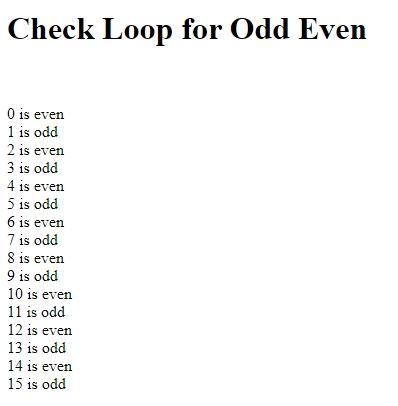 Check Loop for Odd Even
0 is even
1 is odd
2 is even
3 is odd
4 is even
5 is odd
6 is even
7 is odd
8 is even
9 is odd
10 is even
11 is odd
12 is even
13 is odd
14 is even
15 is odd